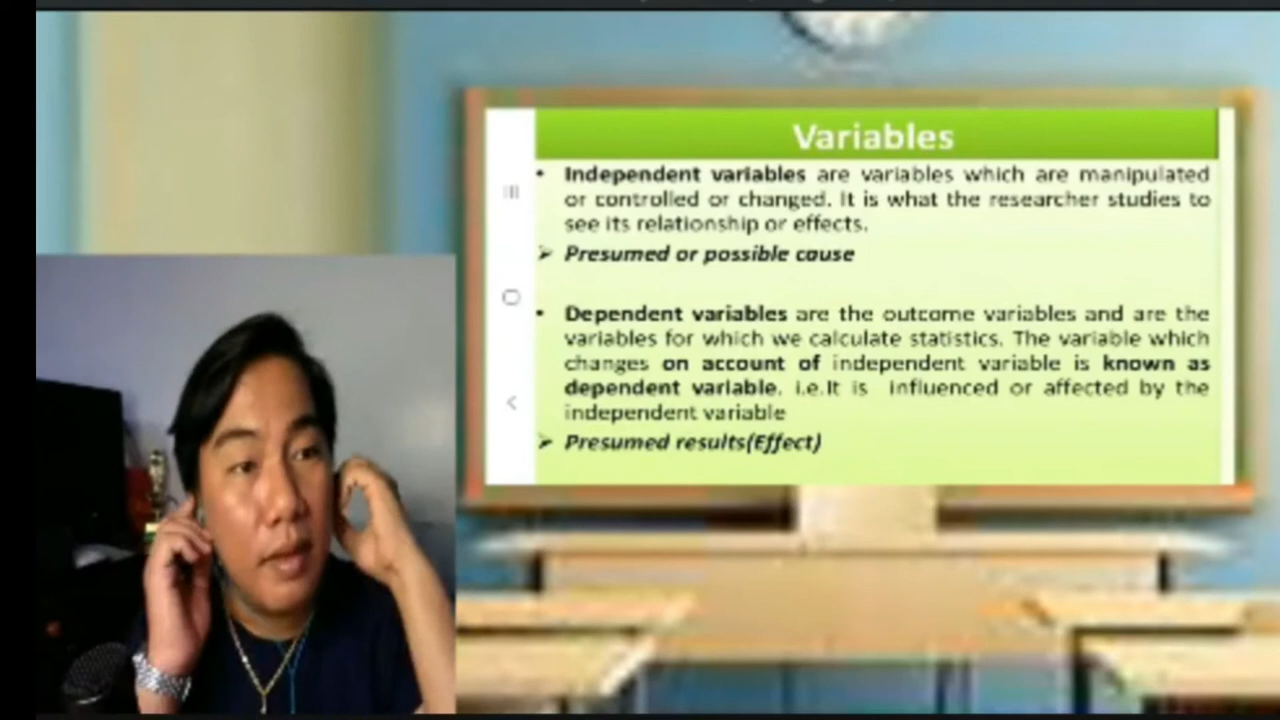 Variables
• Independent variables are variables which are manipulated
or controlled or changed. It is what the researcher studies to
see its relationship or effects.
➢ Presumed or possible cause
• Dependent variables are the outcome variables and are the
variables for which we calculate statistics. The variable which
changes on account of independent variable is known as
dependent variable. i.e.It is influenced or affected by the
independent variable
➢ Presumed results(Effect)